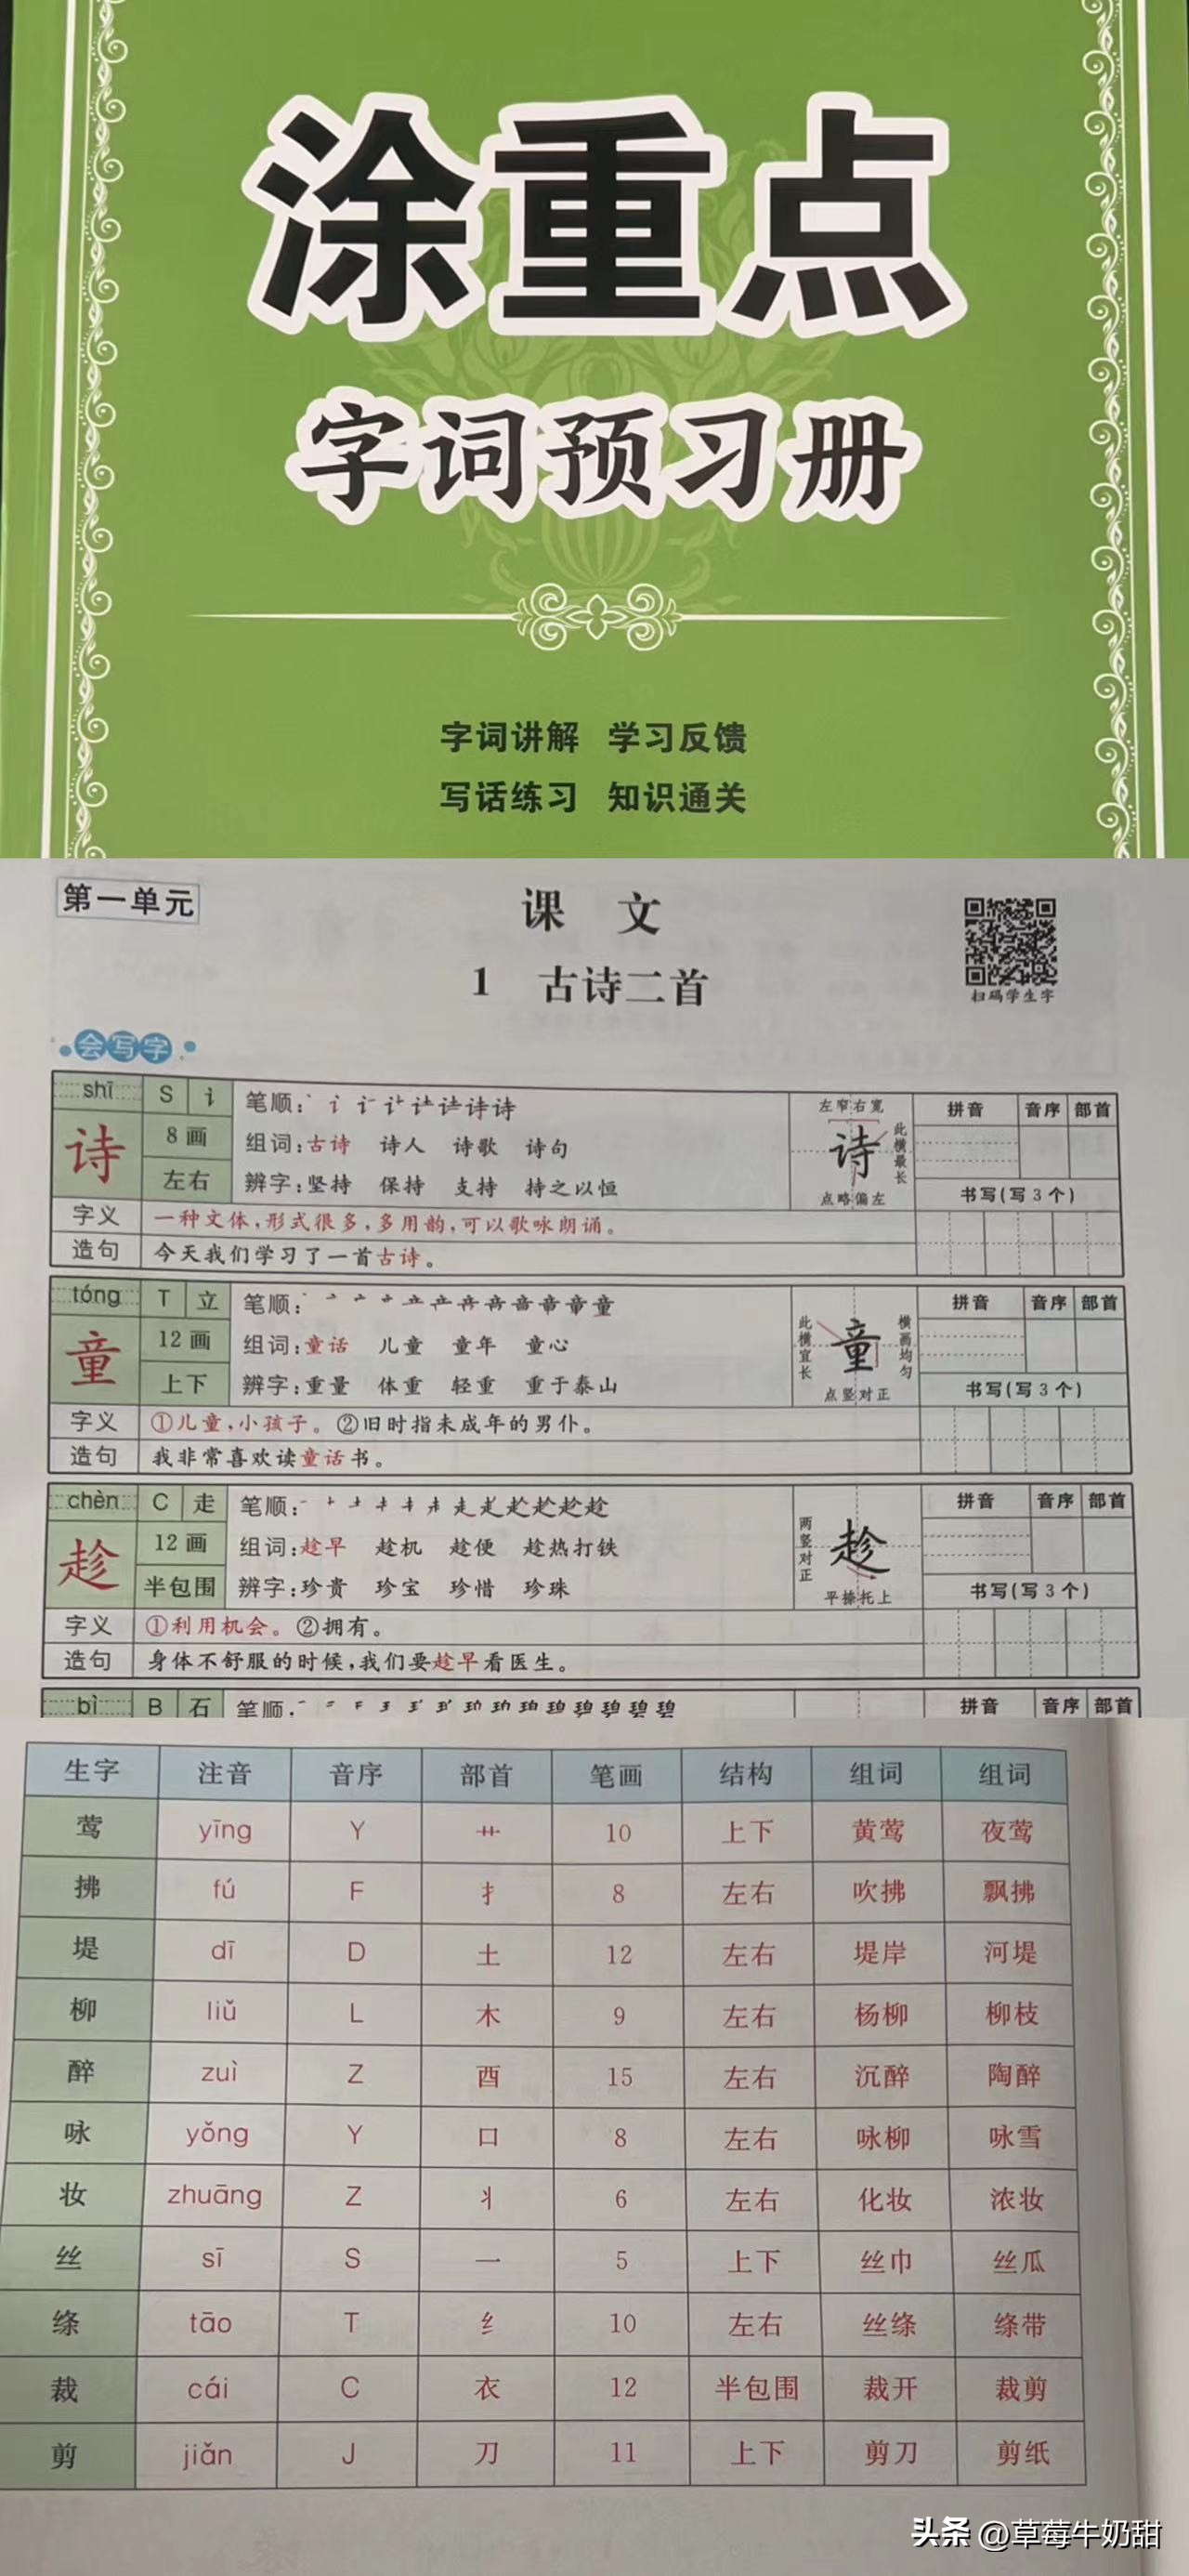 涂重点
字词预习册
字词讲解 学习反馈
写话练习 知识通关
第一单元
课 文
1 古诗二首
扫码学生字
会写字
shī S 讠 笔顺:
诗 8画 组词:古诗 诗人 诗歌 诗句
左右 辨字:坚持 保持 支持 持之以恒
左窄右宽
诗
此横最长
点略偏左
拼音 音序 部首
书写(写3个)
字义 一种文体,形式很多,多用韵,可以歌咏朗诵。
造句 今天我们学习了一首古诗。
tóng T 立 笔顺:
童 12画 组词:童话 儿童 童年 童心
上下 辨字:重量 体重 轻重 重于泰山
此横宜长
童
横画均匀
点竖对正
拼音 音序 部首
书写(写3个)
字义 ①儿童,小孩子。②旧时指未成年的男仆。
造句 我非常喜欢读童话书。
chèn C 走 笔顺:
趁 12画 组词:趁早 趁机 趁便 趁热打铁
半包围 辨字:珍贵 珍宝 珍惜 珍珠
两竖对正
趁
平捺托上
拼音 音序 部首
书写(写3个)
字义 ①利用机会。②拥有。
造句 身体不舒服的时候,我们要趁早看医生。
bì B 石 笔顺:
拼音 音序 部首
生字 注音 音序 部首 笔画 结构 组词 组词
莺 yīng Y 艹 10 上下 黄莺 夜莺
拂 fú F 扌 8 左右 吹拂 飘拂
堤 dī D 土 12 左右 堤岸 河堤
柳 liǔ L 木 9 左右 杨柳 柳枝
醉 zuì Z 酉 15 左右 沉醉 陶醉
咏 yǒng Y 口 8 左右 咏柳 咏雪
妆 zhuāng Z 丬 6 左右 化妆 浓妆
丝 sī S 一 5 上下 丝巾 丝瓜
绦 tāo T 纟 10 左右 丝绦 绦带
裁 cái C 衣 12 半包围 裁开 裁剪
剪 jiǎn J 刀 11 上下 剪刀 剪纸
头条 @草莓牛奶甜